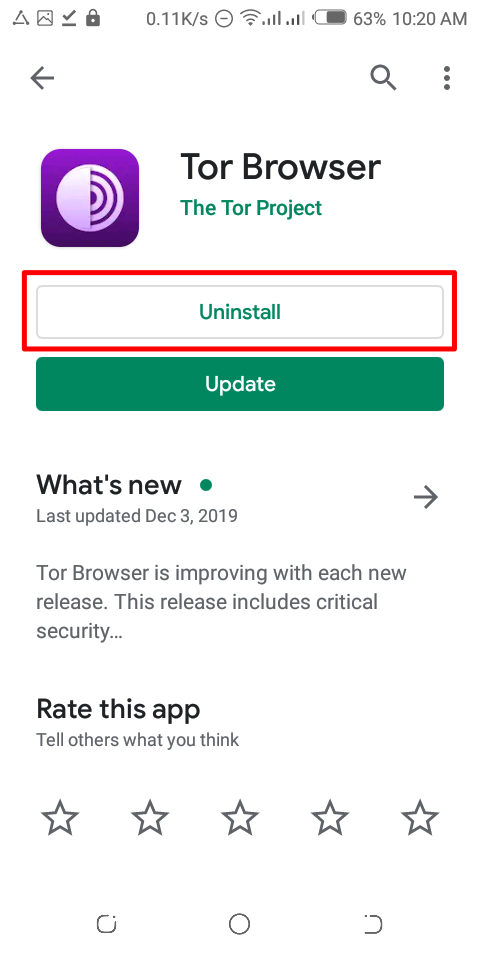 0.11K/s 63% 10:20 AM
Tor Browser
The Tor Project
Uninstall
Update
What's new
Last updated Dec 3, 2019
Tor Browser is improving with each new
release. This release includes critical
security…
Rate this app
Tell others what you think